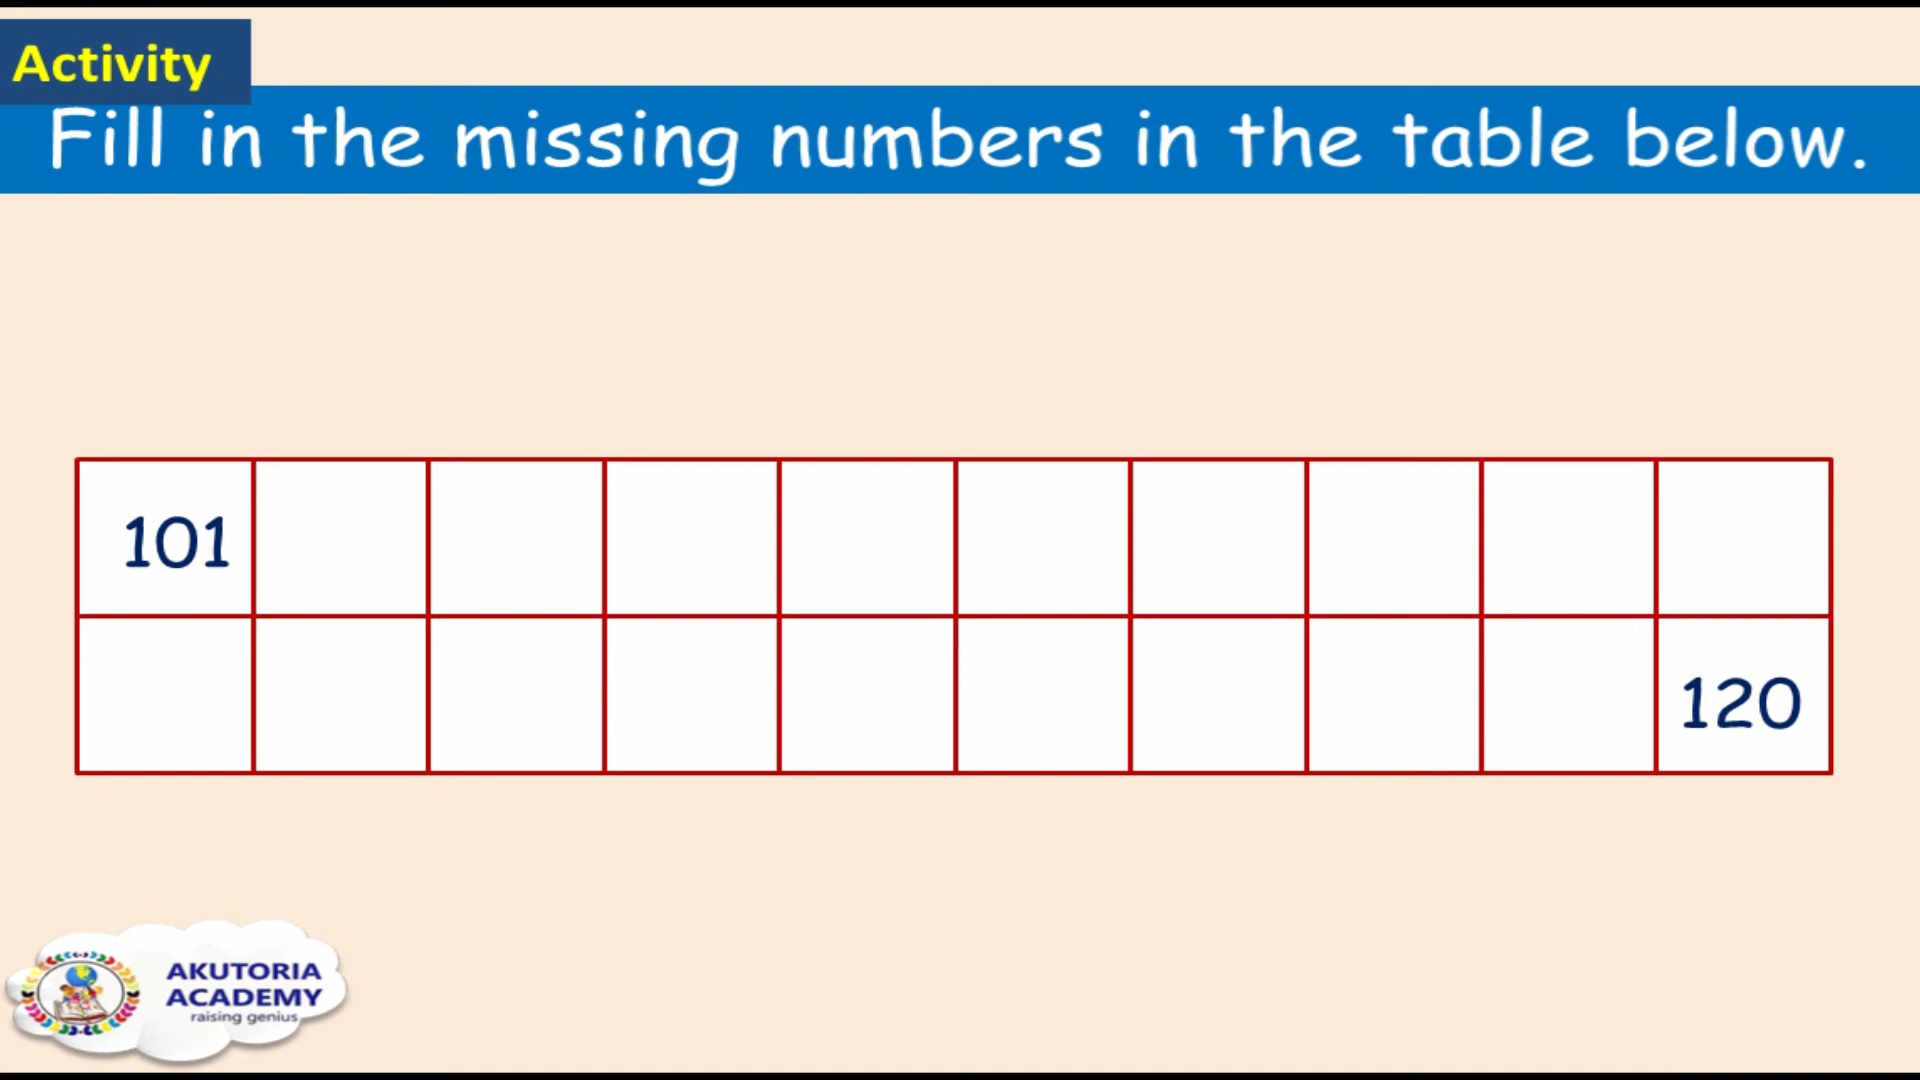 Activity
Fill in the missing numbers in the table below.
101
120
AKUTORIA
ACADEMY
raising genius